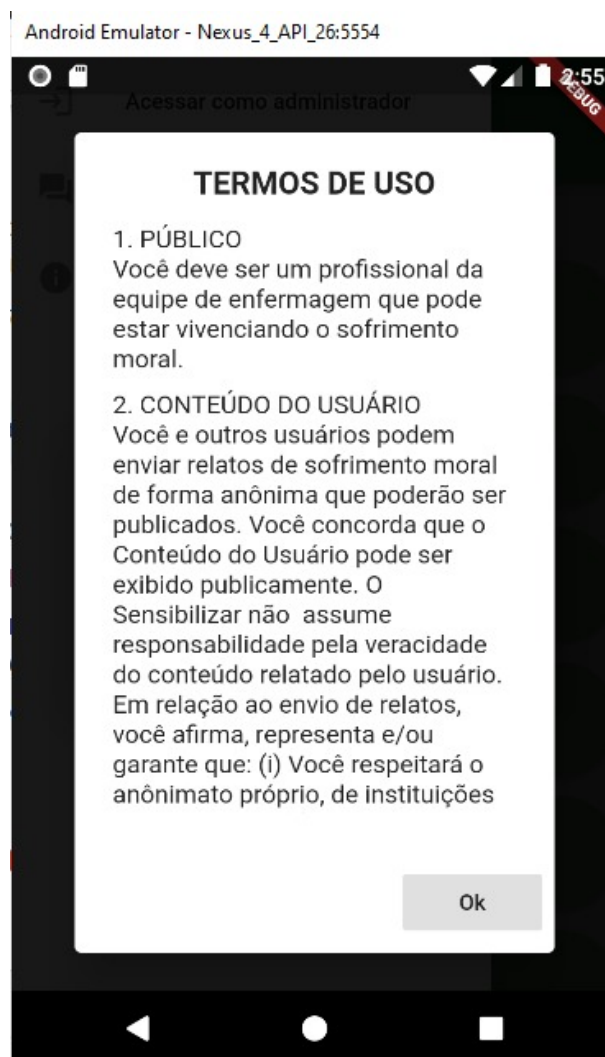 Android Emulator - Nexus_4_API_26:5554
2:55
DEBUG
Acessar como administrador
TERMOS DE USO
1. PÚBLICO
Você deve ser um profissional da
equipe de enfermagem que pode
estar vivenciando o sofrimento
moral.
2. CONTEÚDO DO USUÁRIO
Você e outros usuários podem
enviar relatos de sofrimento moral
de forma anônima que poderão ser
publicados. Você concorda que o
Conteúdo do Usuário pode ser
exibido publicamente. O
Sensibilizar não  assume
responsabilidade pela veracidade
do conteúdo relatado pelo usuário.
Em relação ao envio de relatos,
você afirma, representa e/ou
garante que: (i) Você respeitará o
anônimato próprio, de instituições
Ok